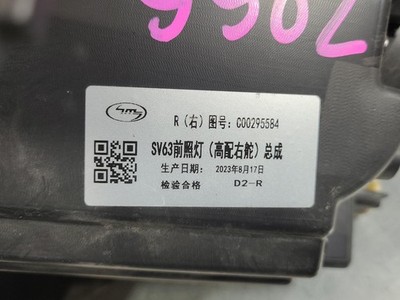 R(右)图号: C00295584
SV63前照灯(高配右舵)总成
生产日期: 2023年8月17日
检验合格 D2-R